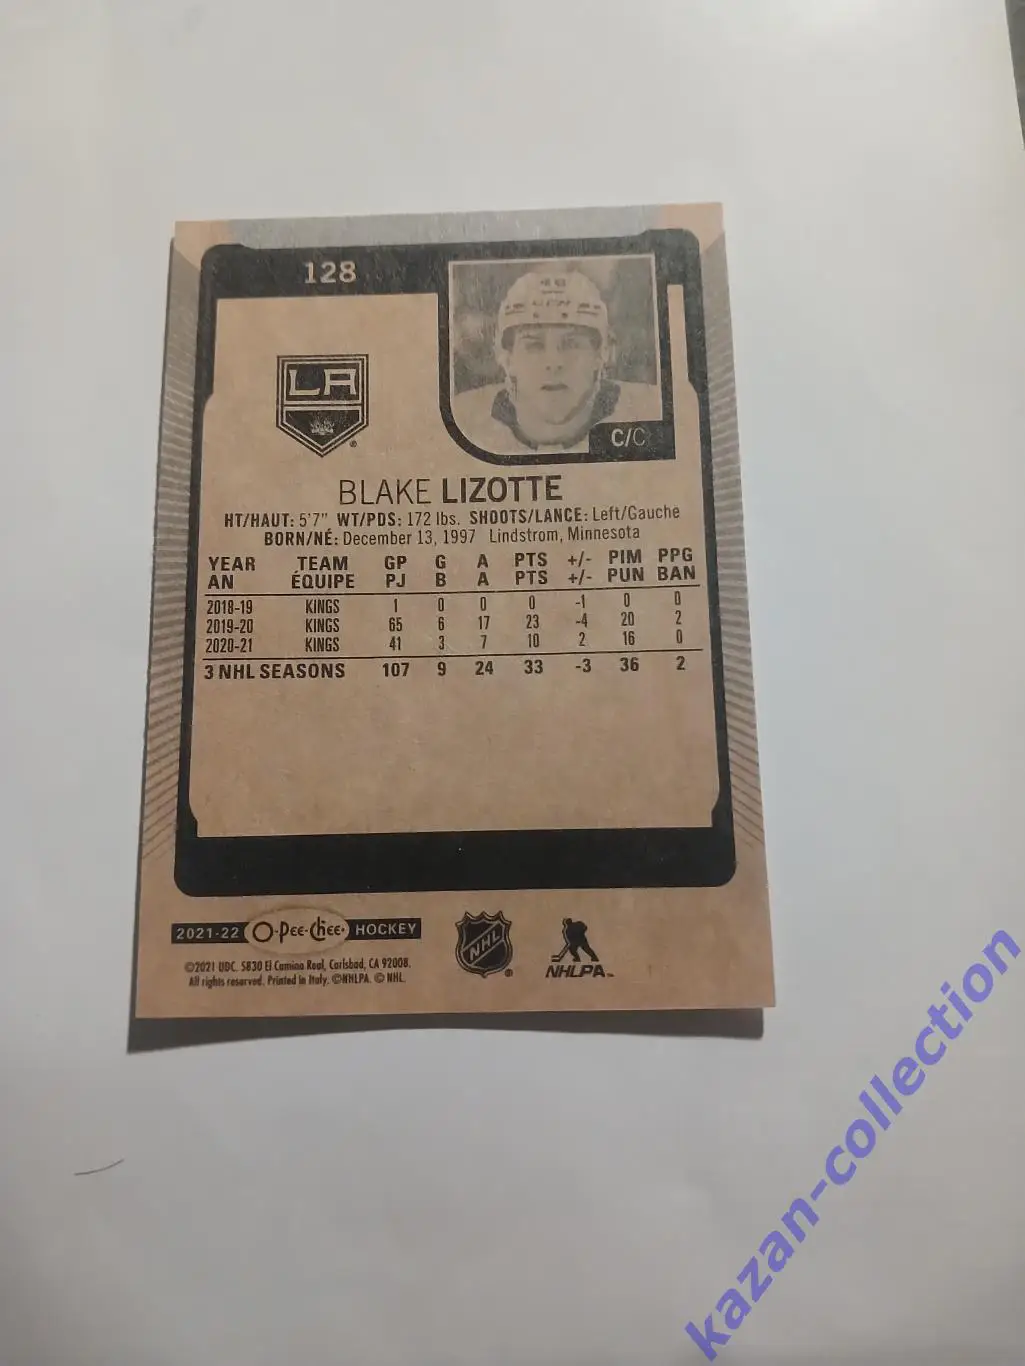 128
LA
®
C/C
BLAKE LIZOTTE
HT/HAUT: 5'7" WT/PDS: 172 lbs. SHOOTS/LANCE: Left/Gauche
BORN/NÉ: December 13, 1997 Lindstrom, Minnesota
YEAR TEAM GP G A PTS +/- PIM PPG
AN ÉQUIPE PJ B A PTS +/- PUN BAN
2018-19 KINGS 1 0 0 0 -1 0 0
2019-20 KINGS 65 6 17 23 -4 20 2
2020-21 KINGS 41 3 7 10 2 16 0
3 NHL SEASONS 107 9 24 33 -3 36 2
2021-22 O-PEE-CHEE HOCKEY
©2021 UDC. 5830 El Camino Real, Carlsbad, CA 92008.
All rights reserved. Printed in Italy. ©NHLPA. © NHL.
NHL ®
NHLPA™
kazan-collection